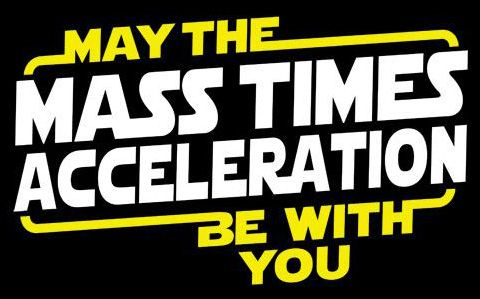 MAY THE
MASS TIMES
ACCELERATION
BE WITH
YOU